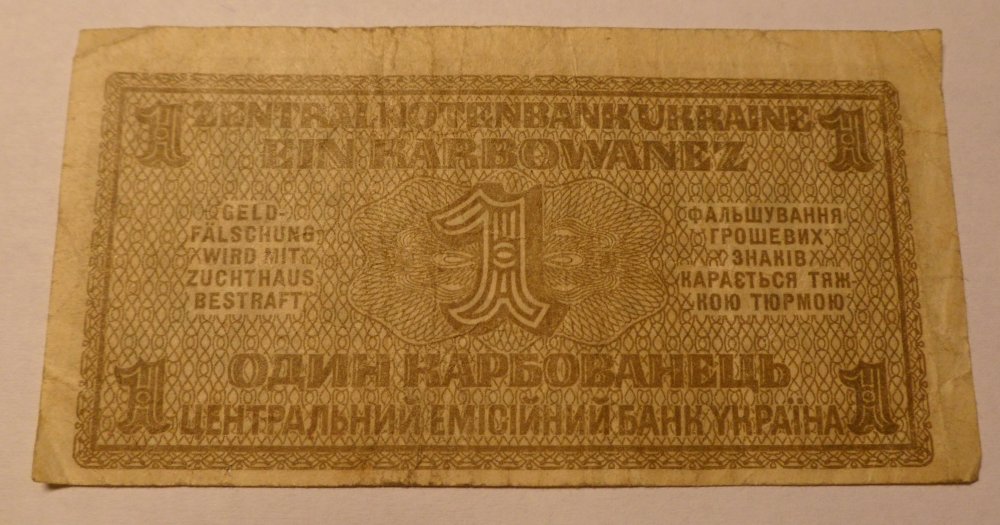 1 ZENTRALNOTENBANK UKRAINE 1
EIN KARBOWANEZ
GELD-
FÄLSCHUNG
WIRD MIT
ZUCHTHAUS
BESTRAFT
1
ФАЛЬШУВАННЯ
ГРОШЕВИХ
ЗНАКІВ
КАРАЄТЬСЯ ТЯЖ-
КОЮ ТЮРМОЮ
1 ОДИН КАРБОВАНЕЦЬ 1
ЦЕНТРАЛЬНИЙ ЕМІСІЙНИЙ БАНК УКРАЇНА